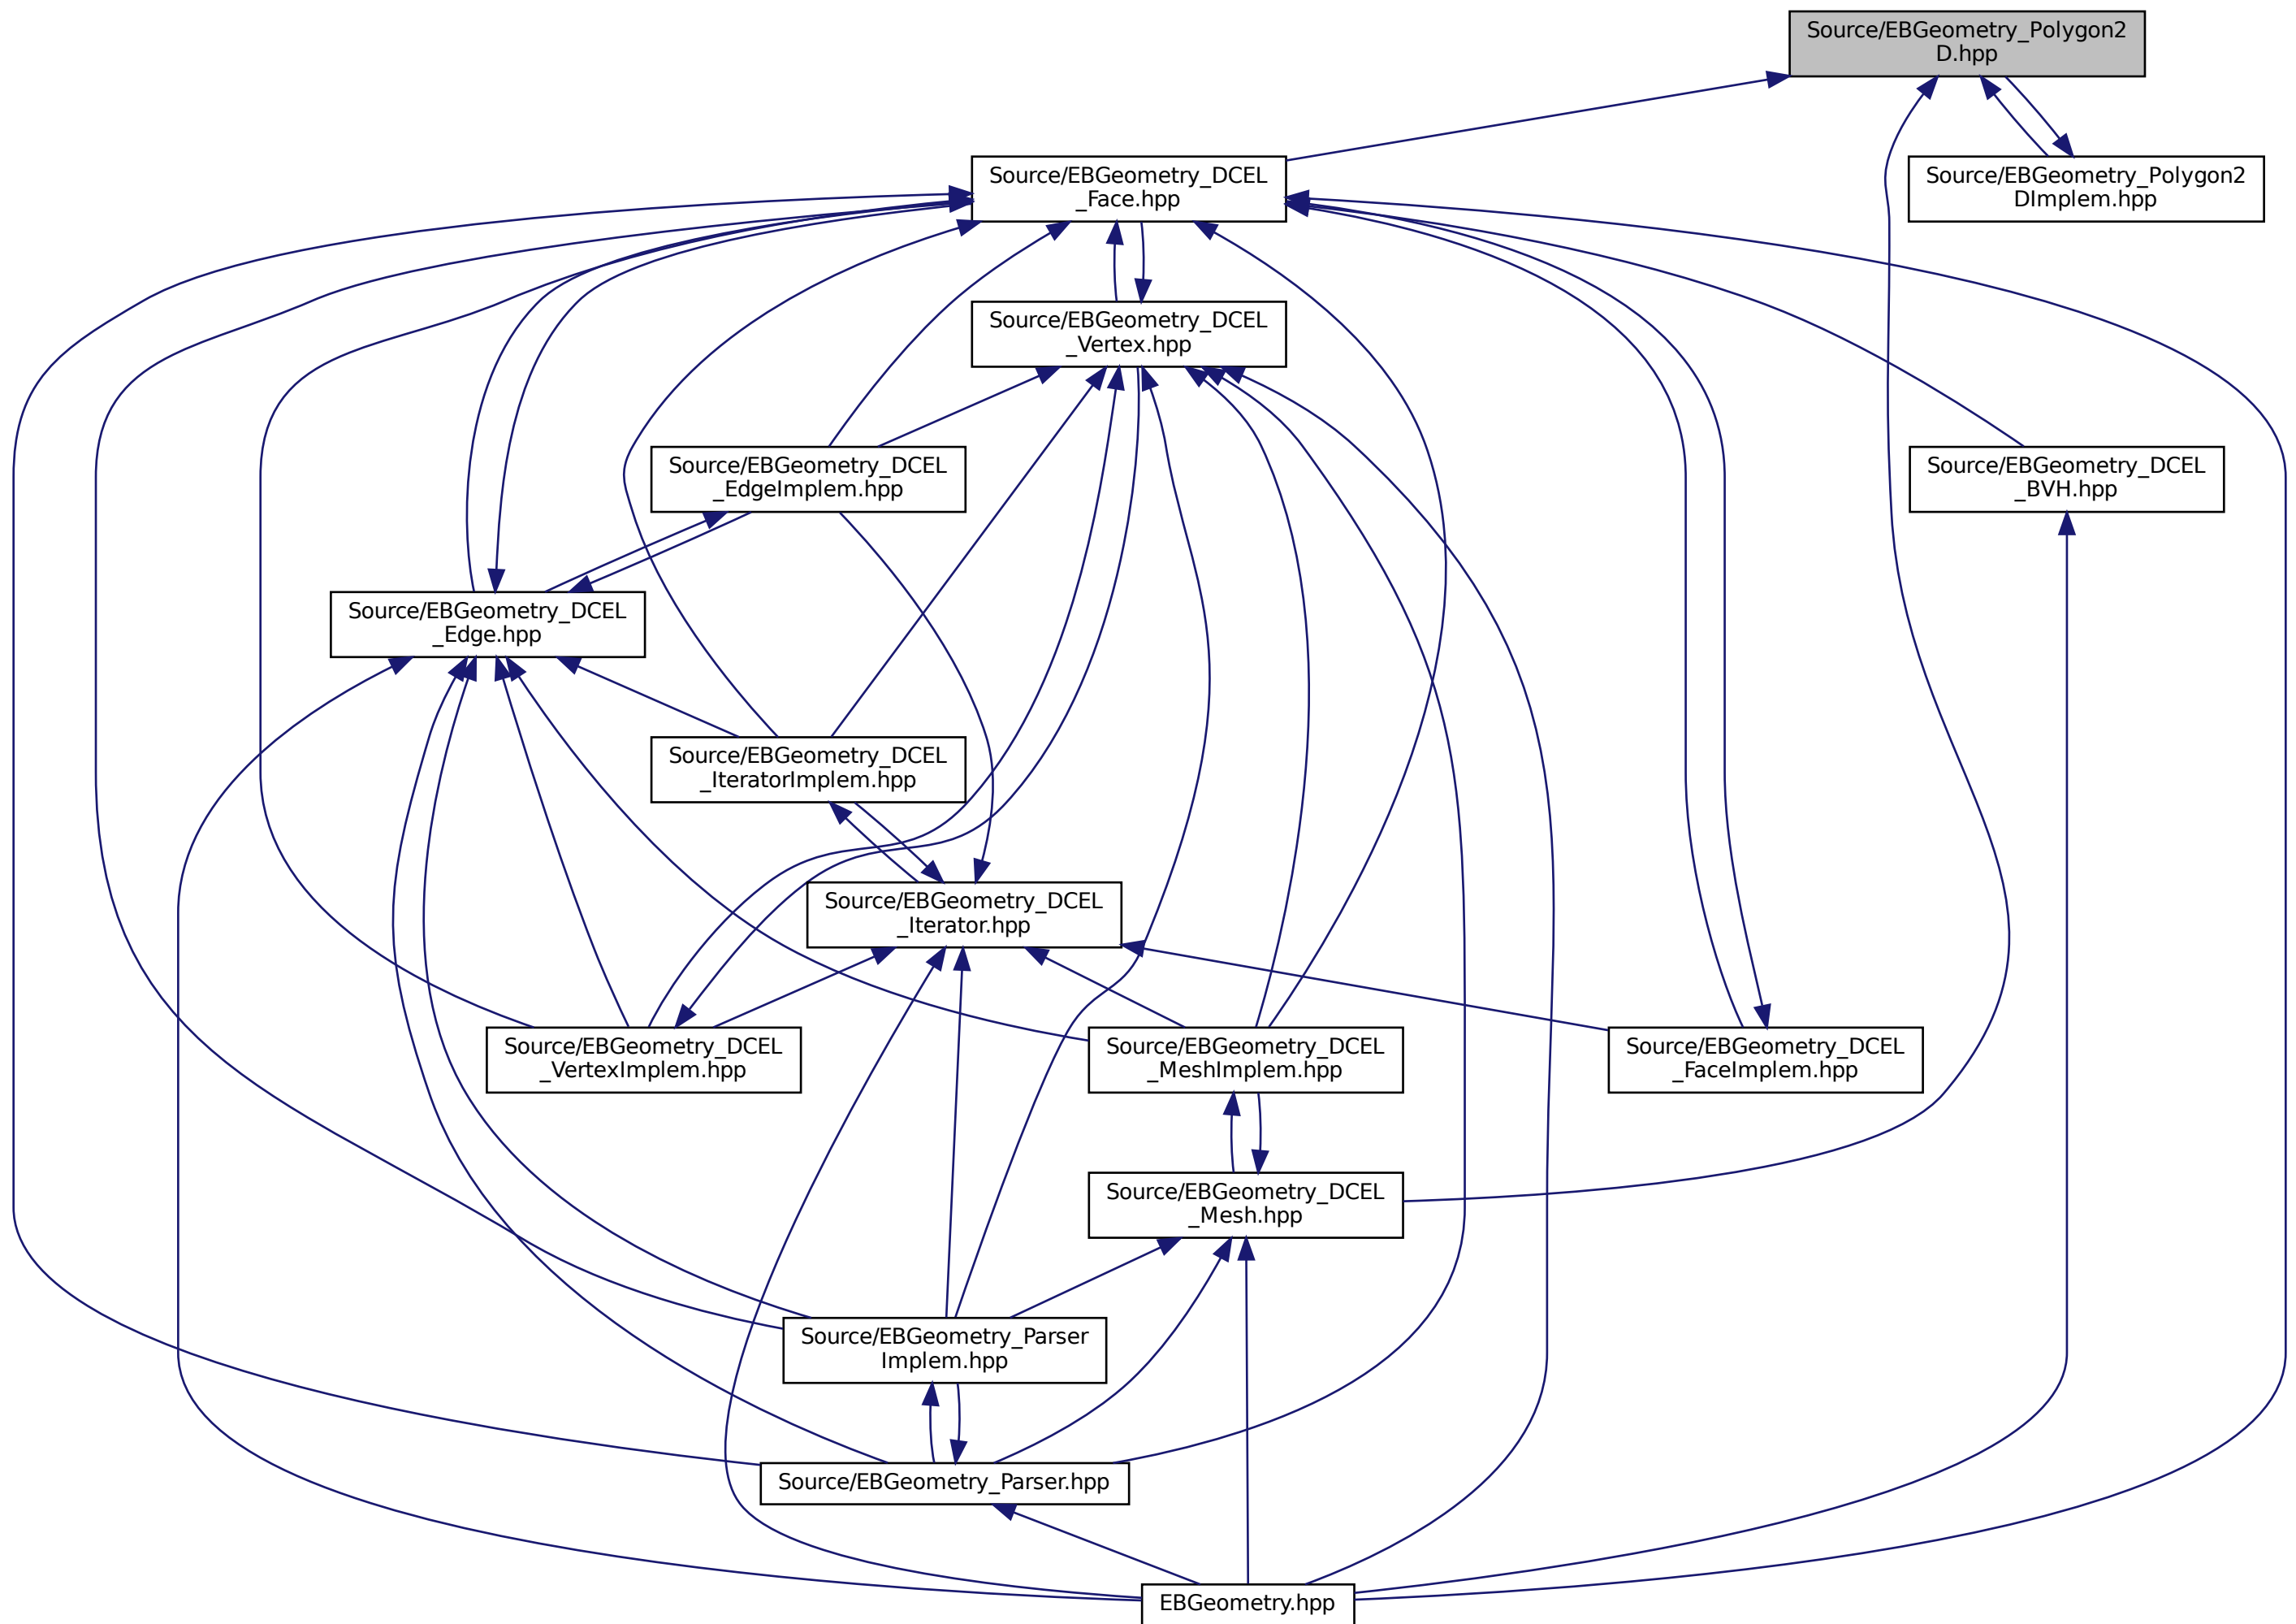 Source/EBGeometry_Polygon2
D.hpp
Source/EBGeometry_DCEL
_Face.hpp
Source/EBGeometry_Polygon2
DImplem.hpp
Source/EBGeometry_DCEL
_Vertex.hpp
Source/EBGeometry_DCEL
_EdgeImplem.hpp
Source/EBGeometry_DCEL
_BVH.hpp
Source/EBGeometry_DCEL
_Edge.hpp
Source/EBGeometry_DCEL
_IteratorImplem.hpp
Source/EBGeometry_DCEL
_Iterator.hpp
Source/EBGeometry_DCEL
_VertexImplem.hpp
Source/EBGeometry_DCEL
_MeshImplem.hpp
Source/EBGeometry_DCEL
_FaceImplem.hpp
Source/EBGeometry_DCEL
_Mesh.hpp
Source/EBGeometry_Parser
Implem.hpp
Source/EBGeometry_Parser.hpp
EBGeometry.hpp